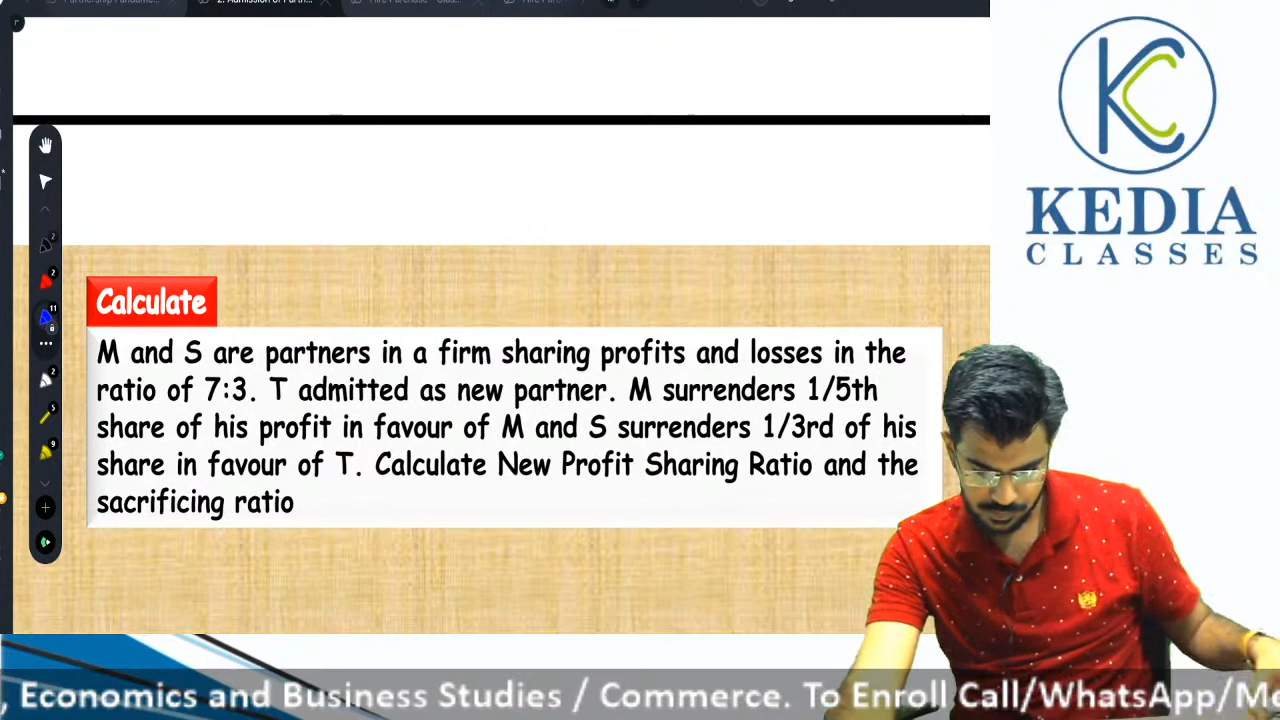 KC
KEDIA
CLASSES
Calculate
M and S are partners in a firm sharing profits and losses in the
ratio of 7:3. T admitted as new partner. M surrenders 1/5th
share of his profit in favour of M and S surrenders 1/3rd of his
share in favour of T. Calculate New Profit Sharing Ratio and the
sacrificing ratio
, Economics and Business Studies / Commerce. To Enroll Call/WhatsApp/Me